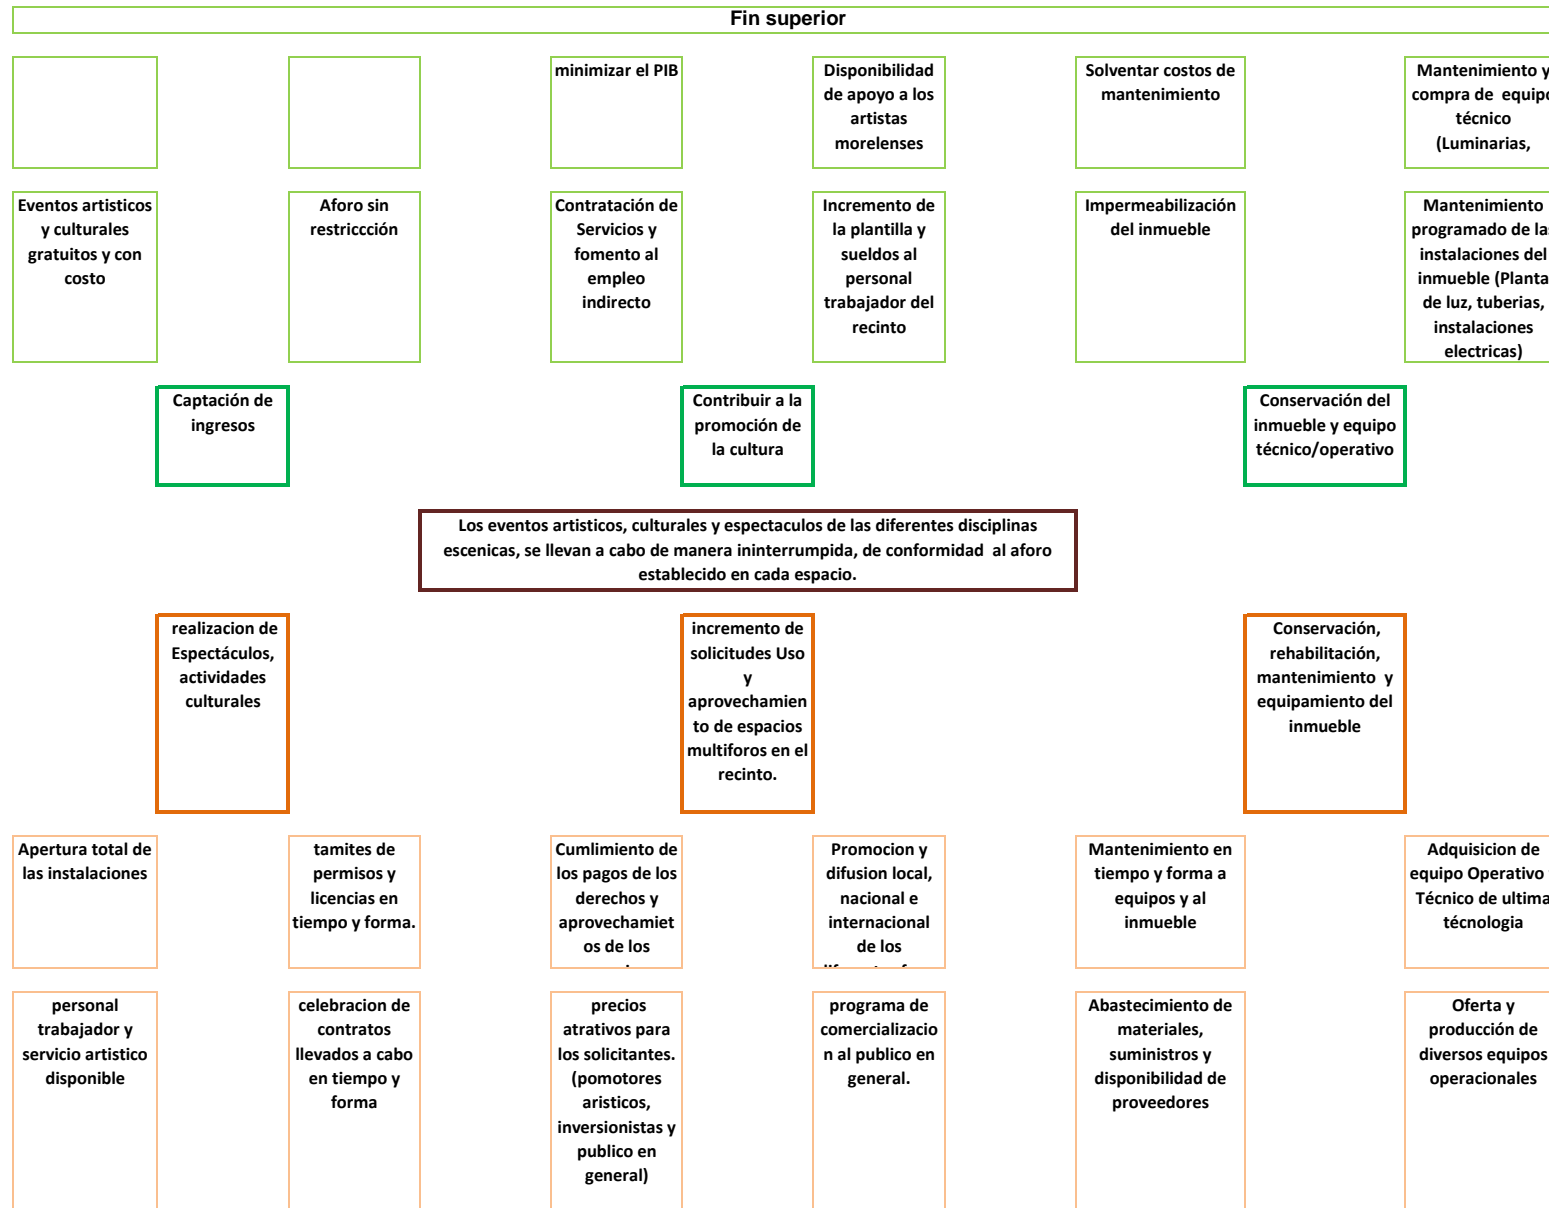 Fin superior
minimizar el PIB
Disponibilidad
de apoyo a los
artistas
morelenses
Solventar costos de
mantenimiento
Mantenimiento y
compra de equipo
técnico
(Luminarias,
Eventos artisticos
y culturales
gratuitos y con
costo
Aforo sin
restriccción
Contratación de
Servicios y
fomento al
empleo
indirecto
Incremento de
la plantilla y
sueldos al
personal
trabajador del
recinto
Impermeabilización
del inmueble
Mantenimiento
programado de las
instalaciones del
inmueble (Planta
de luz, tuberias,
instalaciones
electricas)
Captación de
ingresos
Contribuir a la
promoción de
la cultura
Conservación del
inmueble y equipo
técnico/operativo
Los eventos artisticos, culturales y espectaculos de las diferentes disciplinas
escenicas, se llevan a cabo de manera ininterrumpida, de conformidad al aforo
establecido en cada espacio.
realizacion de
Espectáculos,
actividades
culturales
incremento de
solicitudes Uso
y
aprovechamien
to de espacios
multiforos en el
recinto.
Conservación,
rehabilitación,
mantenimiento y
equipamiento del
inmueble
Apertura total de
las instalaciones
tamites de
permisos y
licencias en
tiempo y forma.
Cumlimiento de
los pagos de los
derechos y
aprovechamiet
os de los
Promocion y
difusion local,
nacional e
internacional
de los
Mantenimiento en
tiempo y forma a
equipos y al
inmueble
Adquisicion de
equipo Operativo
Técnico de ultima
técnologia
personal
trabajador y
servicio artistico
disponible
celebracion de
contratos
llevados a cabo
en tiempo y
forma
precios
atrativos para
los solicitantes.
(pomotores
aristicos,
inversionistas y
publico en
general)
programa de
comercializacio
n al publico en
general.
Abastecimiento de
materiales,
suministros y
disponibilidad de
proveedores
Oferta y
producción de
diversos equipos
operacionales